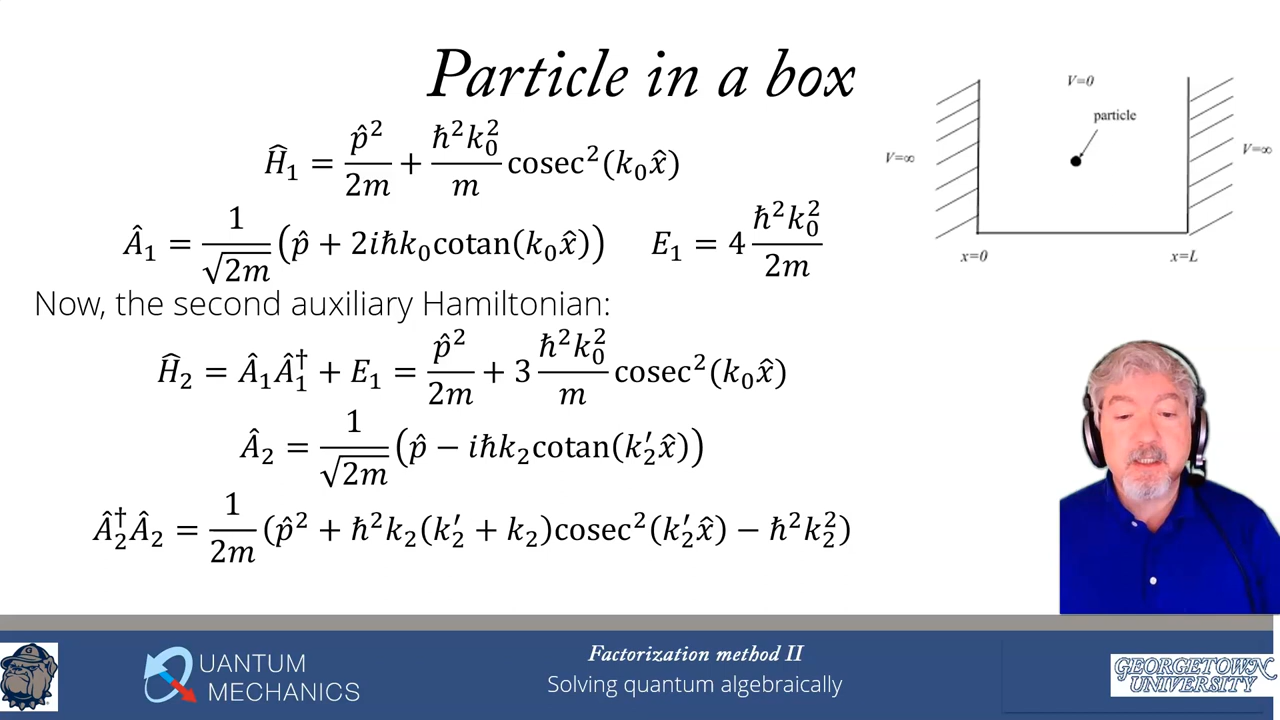 Particle in a box
Ĥ₁ = p̂²/2m + ħ²k₀²/m cosec²(k₀x̂)
Â₁ = 1/√2m (p̂ + 2iħk₀cotan(k₀x̂)) E₁ = 4 ħ²k₀²/2m
Now, the second auxiliary Hamiltonian:
Ĥ₂ = Â₁Â₁† + E₁ = p̂²/2m + 3 ħ²k₀²/m cosec²(k₀x̂)
Â₂ = 1/√2m (p̂ − iħk₂cotan(k₂′x̂))
Â₂†Â₂ = 1/2m (p̂² + ħ²k₂(k₂′ + k₂)cosec²(k₂′x̂) − ħ²k₂²)
V=0
particle
V=∞
V=∞
x=0
x=L
QUANTUM
MECHANICS
Factorization method II
Solving quantum algebraically
G
GEORGETOWN
UNIVERSITY